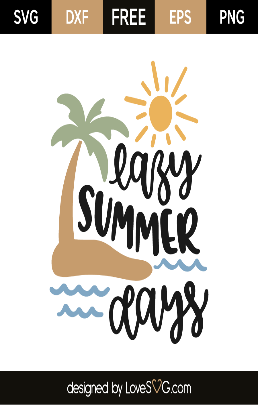 SVG DXF FREE EPS PNG
lazy
SUMMER
days
designed by LoveSVG.com